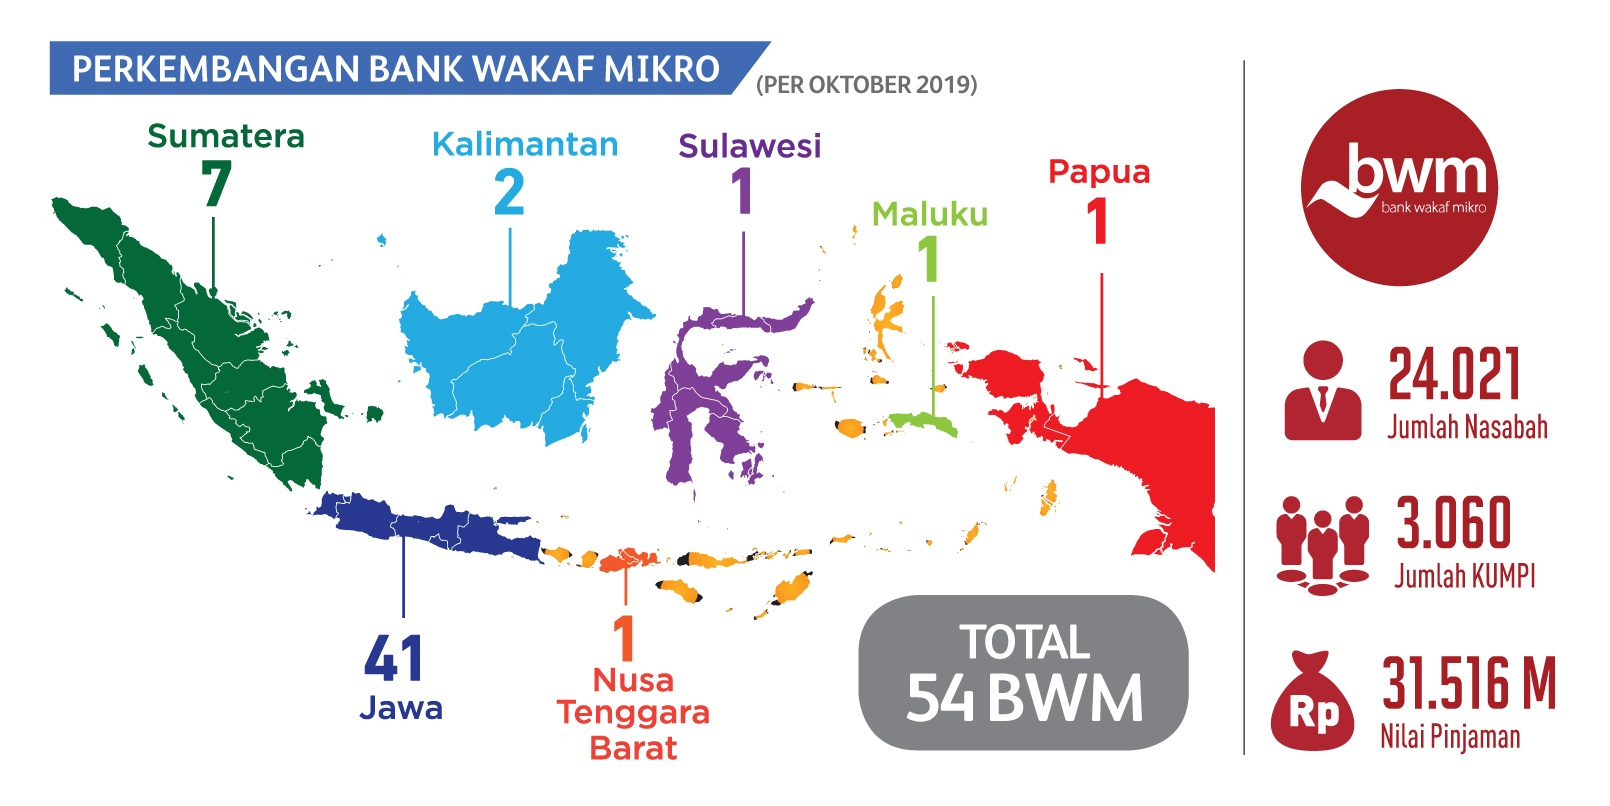 PERKEMBANGAN BANK WAKAF MIKRO
(PER OKTOBER 2019)
Sumatera
7
Kalimantan
2
Sulawesi
1
Maluku
1
Papua
1
41
Jawa
1
Nusa
Tenggara
Barat
TOTAL
54 BWM
bwm
bank wakaf mikro
24.021
Jumlah Nasabah
3.060
Jumlah KUMPI
Rp
31.516 M
Nilai Pinjaman